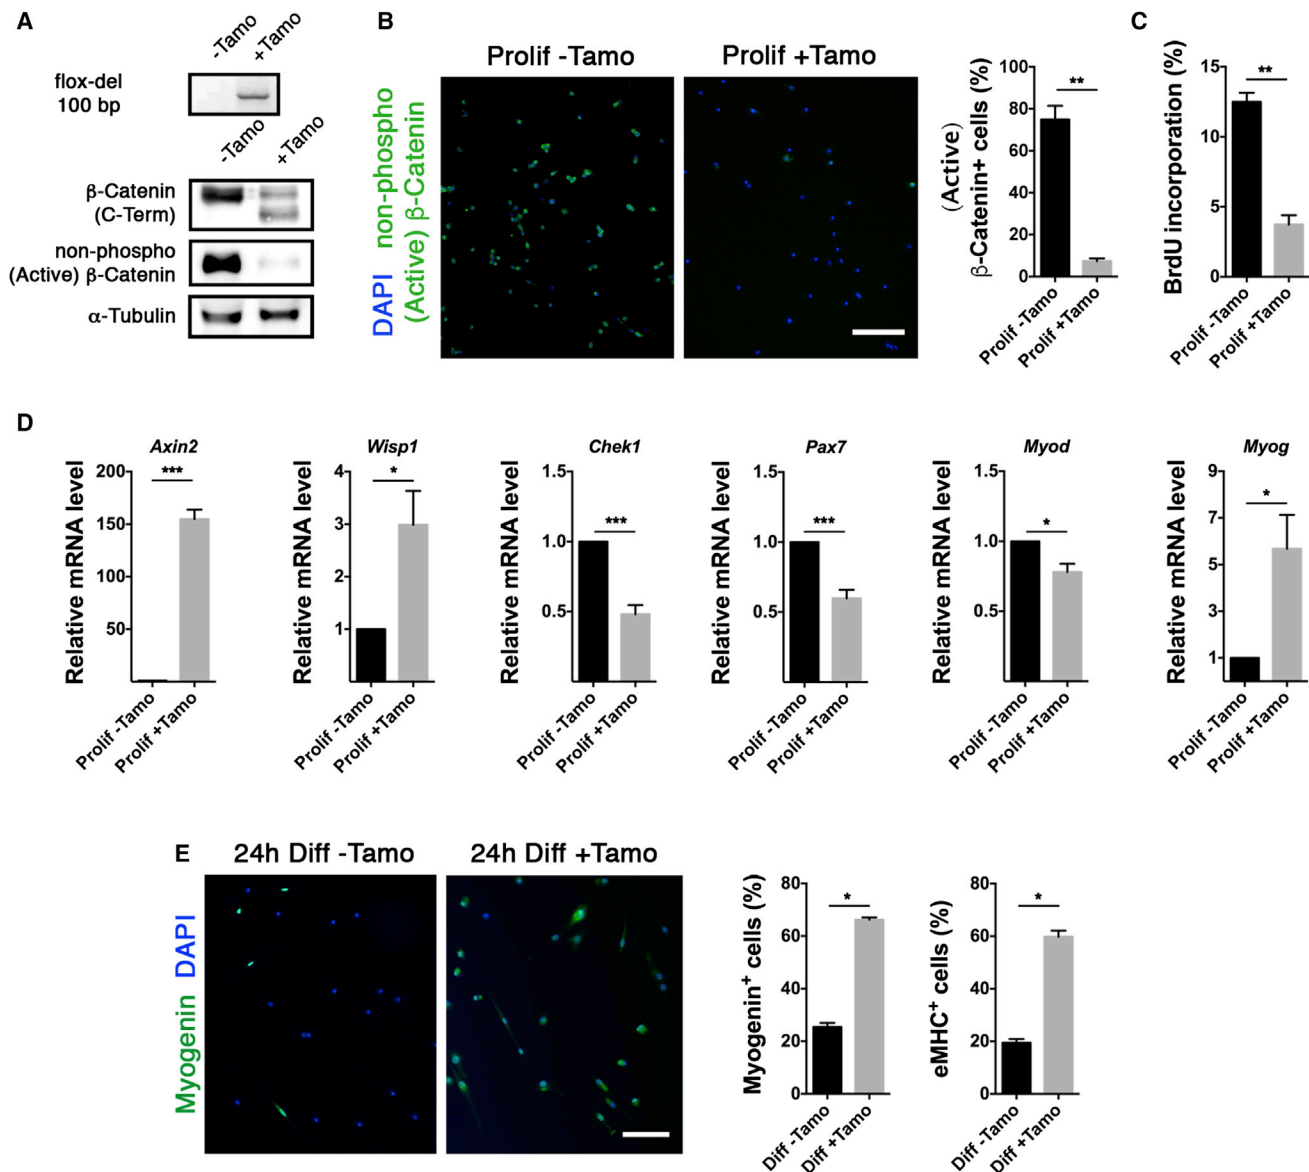 A
-Tamo
+Tamo
flox-del
100 bp
-Tamo
+Tamo
β-Catenin
(C-Term)
non-phospho
(Active) β-Catenin
α-Tubulin
B
Prolif -Tamo
Prolif +Tamo
DAPI non-phospho
(Active) β-Catenin
(Active)
β-Catenin+ cells (%)
100
80
60
40
20
0
**
Prolif -Tamo
Prolif +Tamo
C
BrdU incorporation (%)
15
10
5
0
**
Prolif -Tamo
Prolif +Tamo
D
Axin2
Relative mRNA level
200
150
100
50
***
Prolif -Tamo
Prolif +Tamo
Wisp1
Relative mRNA level
4
3
2
1
*
Prolif -Tamo
Prolif +Tamo
Chek1
Relative mRNA level
1.5
1.0
0.5
***
Prolif -Tamo
Prolif +Tamo
Pax7
Relative mRNA level
1.5
1.0
0.5
***
Prolif -Tamo
Prolif +Tamo
Myod
Relative mRNA level
1.5
1.0
0.5
*
Prolif -Tamo
Prolif +Tamo
Myog
Relative mRNA level
9
7
5
3
1
*
Prolif -Tamo
Prolif +Tamo
E
24h Diff -Tamo
24h Diff +Tamo
Myogenin DAPI
Myogenin⁺ cells (%)
80
60
40
20
0
*
Diff -Tamo
Diff +Tamo
eMHC⁺ cells (%)
80
60
40
20
0
*
Diff -Tamo
Diff +Tamo